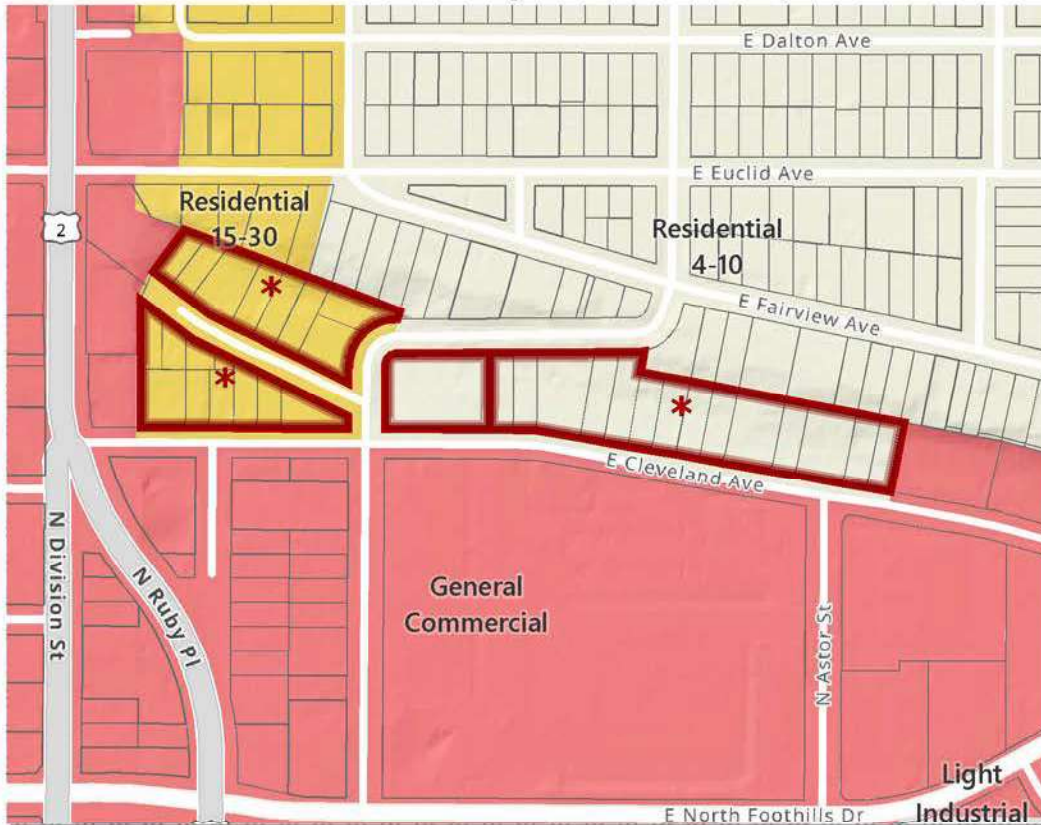 E Dalton Ave
E Euclid Ave
2
Residential
15-30
Residential
4-10
E Fairview Ave
*
*
*
E Cleveland Ave
N Division St
N Ruby Pl
General
Commercial
N Astor St
Light
Industrial
E North Foothills Dr